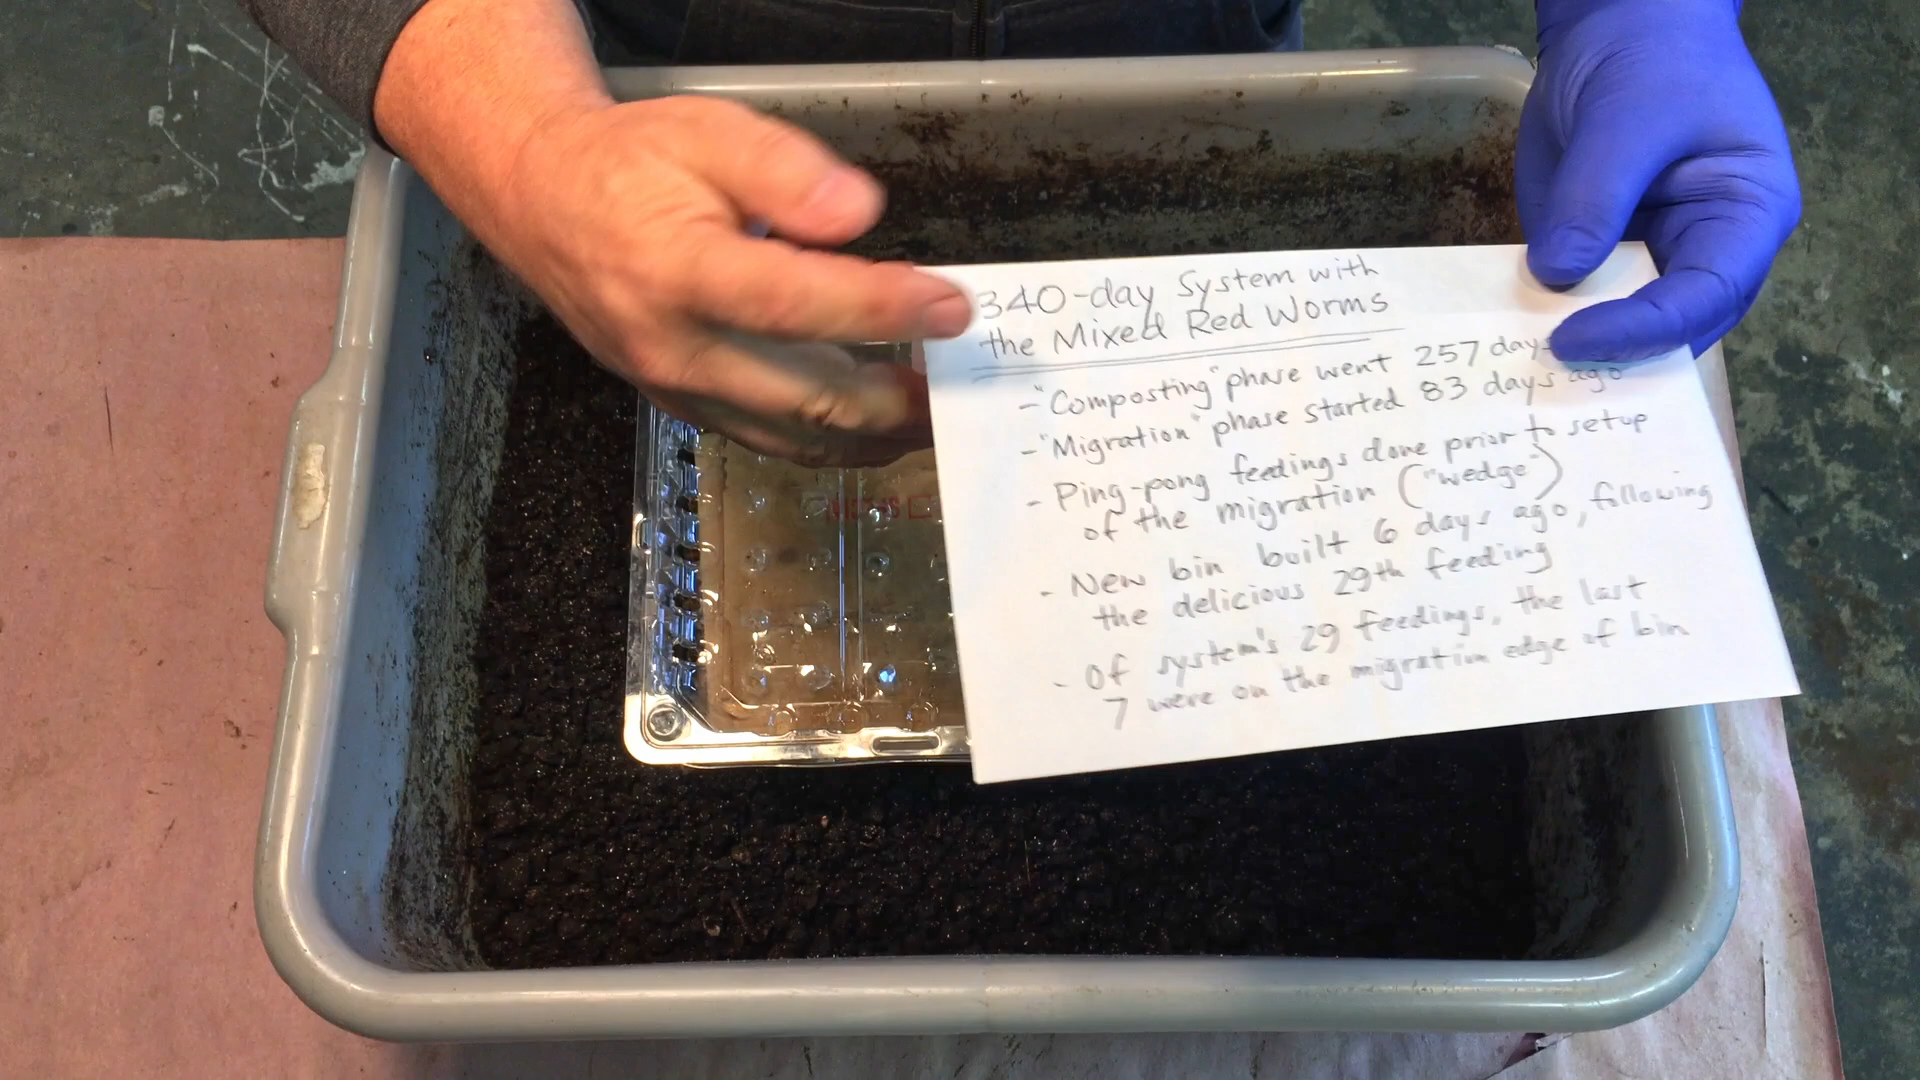 340-day System with
the Mixed Red Worms
- "Composting" phase went 257 days
- "Migration" phase started 83 days ago
- Ping-pong feedings done prior to setup
of the migration ("wedge")
- New bin built 6 days ago, following
the delicious 29th feeding
- Of system's 29 feedings, the last
7 were on the migration edge of bin